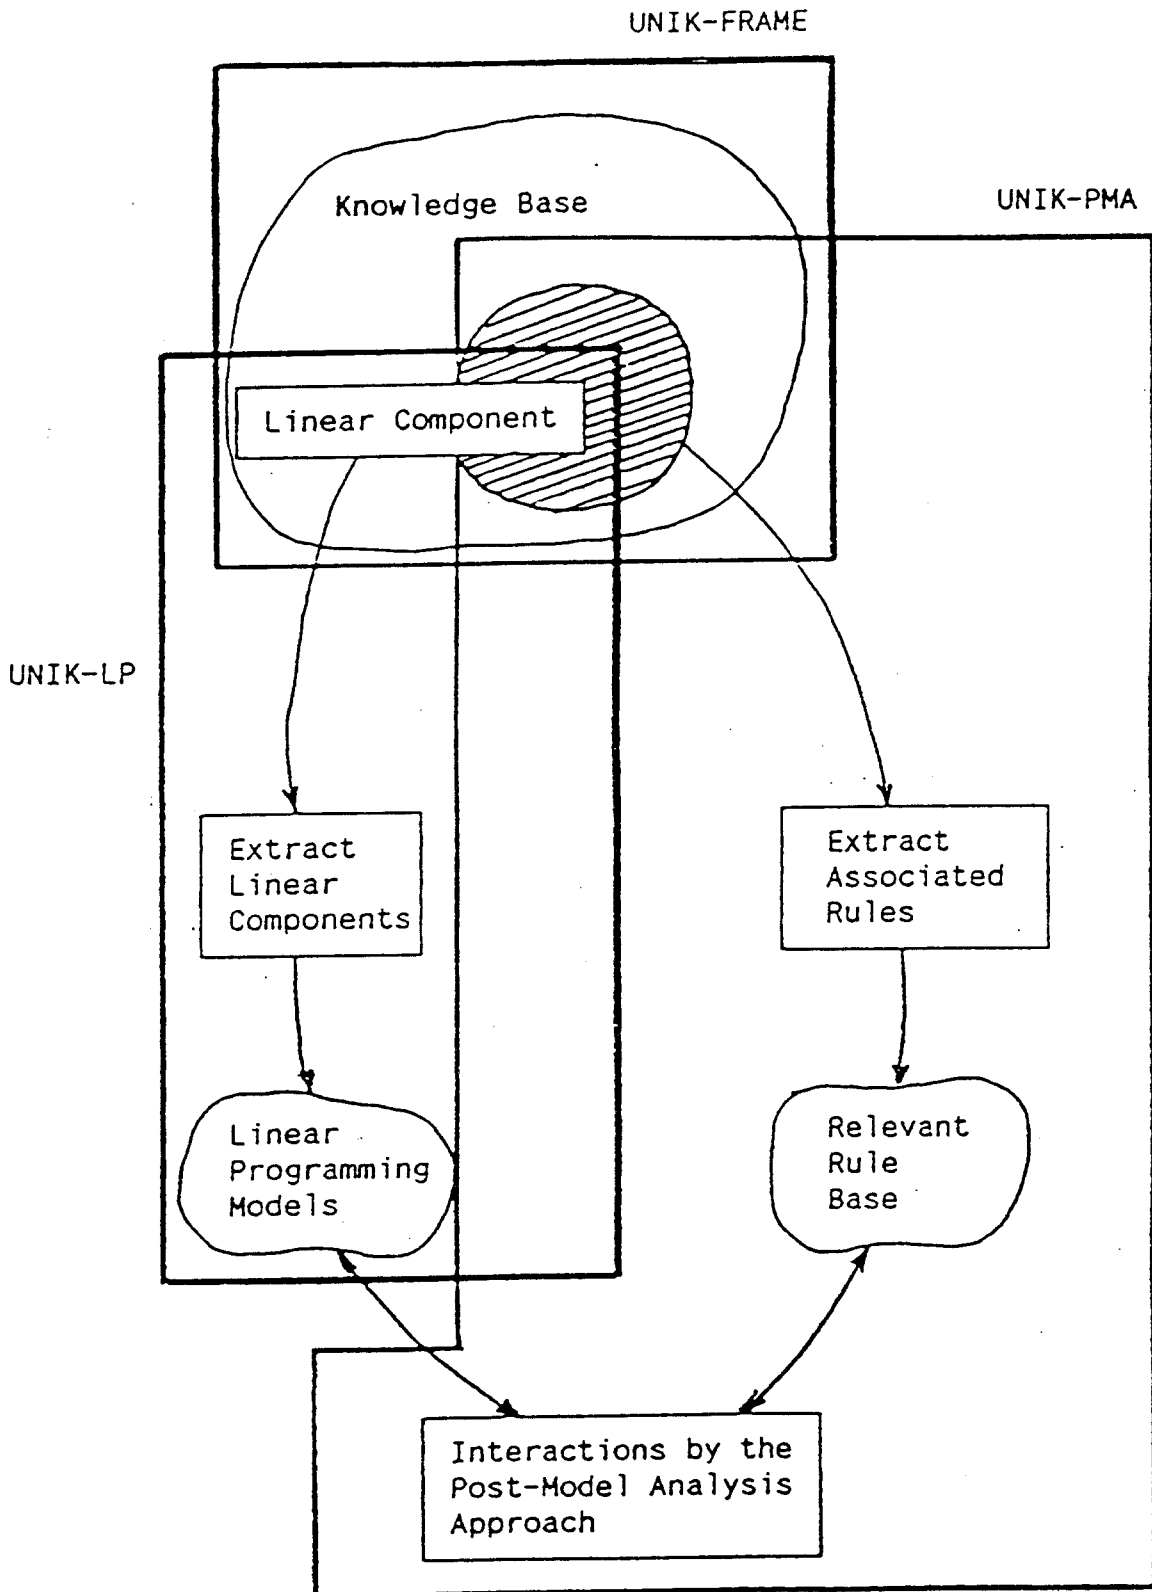 UNIK-FRAME
Knowledge Base
UNIK-PMA
Linear Component
UNIK-LP
Extract
Linear
Components
Extract
Associated
Rules
Linear
Programming
Models
Relevant
Rule
Base
Interactions by the
Post-Model Analysis
Approach